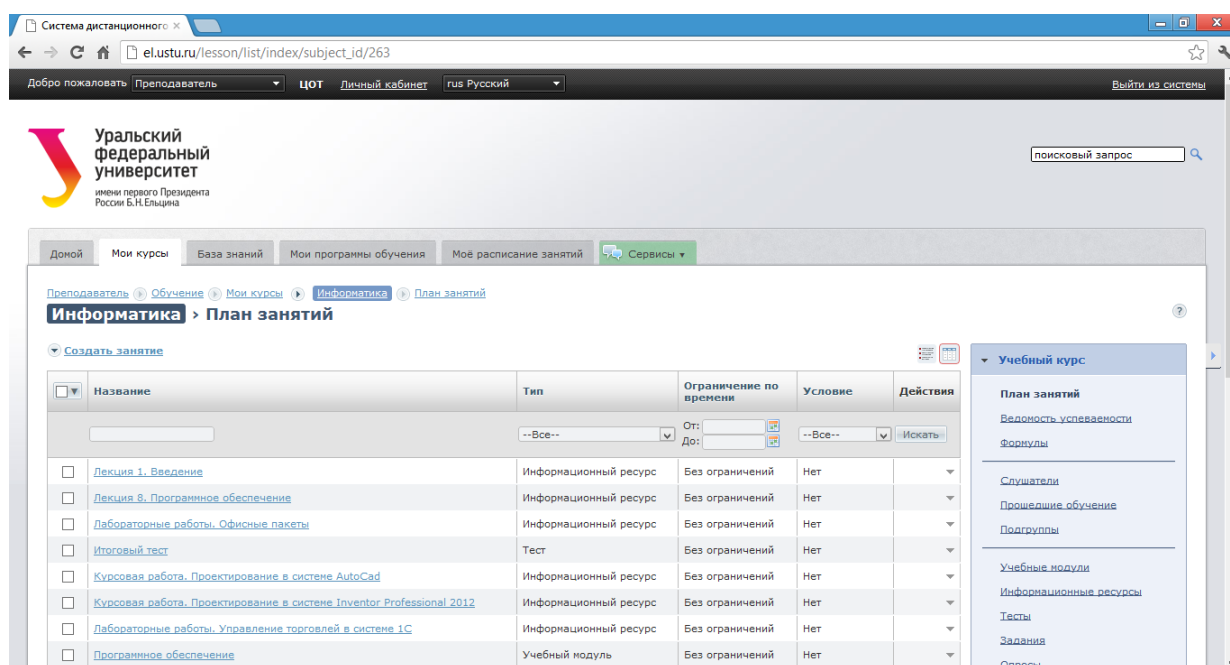 Система дистанционного
el.ustu.ru/lesson/list/index/subject_id/263
Добро пожаловать Преподаватель ЦОТ Личный кабинет rus Русский Выйти из системы
Уральский
федеральный
университет
имени первого Президента
России Б.Н.Ельцина
поисковый запрос
Домой Мои курсы База знаний Мои программы обучения Моё расписание занятий Сервисы
Преподаватель Обучение Мои курсы Информатика План занятий
Информатика › План занятий
Создать занятие
Название Тип Ограничение по времени Условие Действия
--Все-- От: До: --Все-- Искать
Лекция 1. Введение Информационный ресурс Без ограничений Нет
Лекция 8. Программное обеспечение Информационный ресурс Без ограничений Нет
Лабораторные работы. Офисные пакеты Информационный ресурс Без ограничений Нет
Итоговый тест Тест Без ограничений Нет
Курсовая работа. Проектирование в системе AutoCad Информационный ресурс Без ограничений Нет
Курсовая работа. Проектирование в системе Inventor Professional 2012 Информационный ресурс Без ограничений Нет
Лабораторные работы. Управление торговлей в системе 1С Информационный ресурс Без ограничений Нет
Программное обеспечение Учебный модуль Без ограничений Нет
Учебный курс
План занятий
Ведомость успеваемости
Формулы
Слушатели
Прошедшие обучение
Подгруппы
Учебные модули
Информационные ресурсы
Тесты
Задания
Опросы